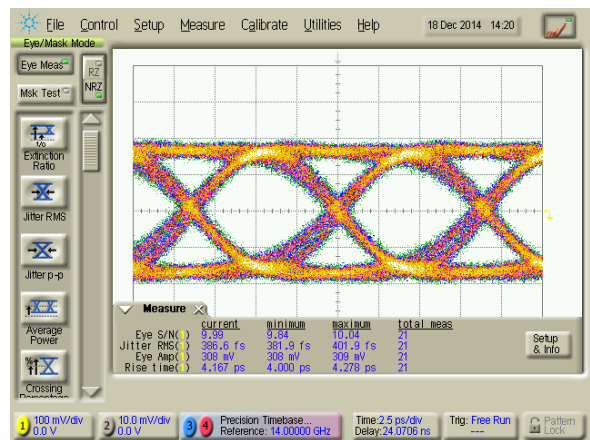 File Control Setup Measure Calibrate Utilities Help 18 Dec 2014 14:20
Eye/Mask Mode
Eye Meas
RZ
NRZ
Msk Test
Extinction
Ratio
Jitter RMS
Jitter p-p
Average
Power
Crossing
Percentage
Measure
current minimum maximum total meas
Eye S/N(1) 9.99 9.84 10.04 21
Jitter RMS(1) 386.6 fs 381.9 fs 401.9 fs 21
Eye Amp(1) 308 mV 308 mV 309 mV 21
Rise time(1) 4.167 ps 4.000 ps 4.278 ps 21
Setup
& Info
1 100 mV/div
0.0 V
2 10.0 mV/div
0.0 V
3 4 Precision Timebase...
Reference: 14.00000 GHz
Time:2.5 ps/div
Delay:24.0706 ns
Trig: Free Run
---
Pattern
Lock